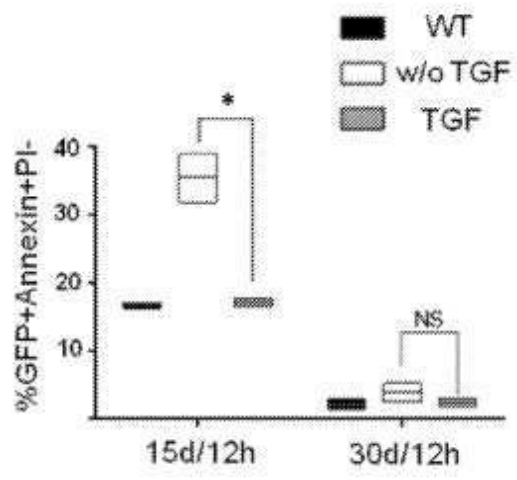 WT
w/o TGF
TGF
*
%GFP+Annexin+PI-
40
30
20
10
NS
15d/12h
30d/12h